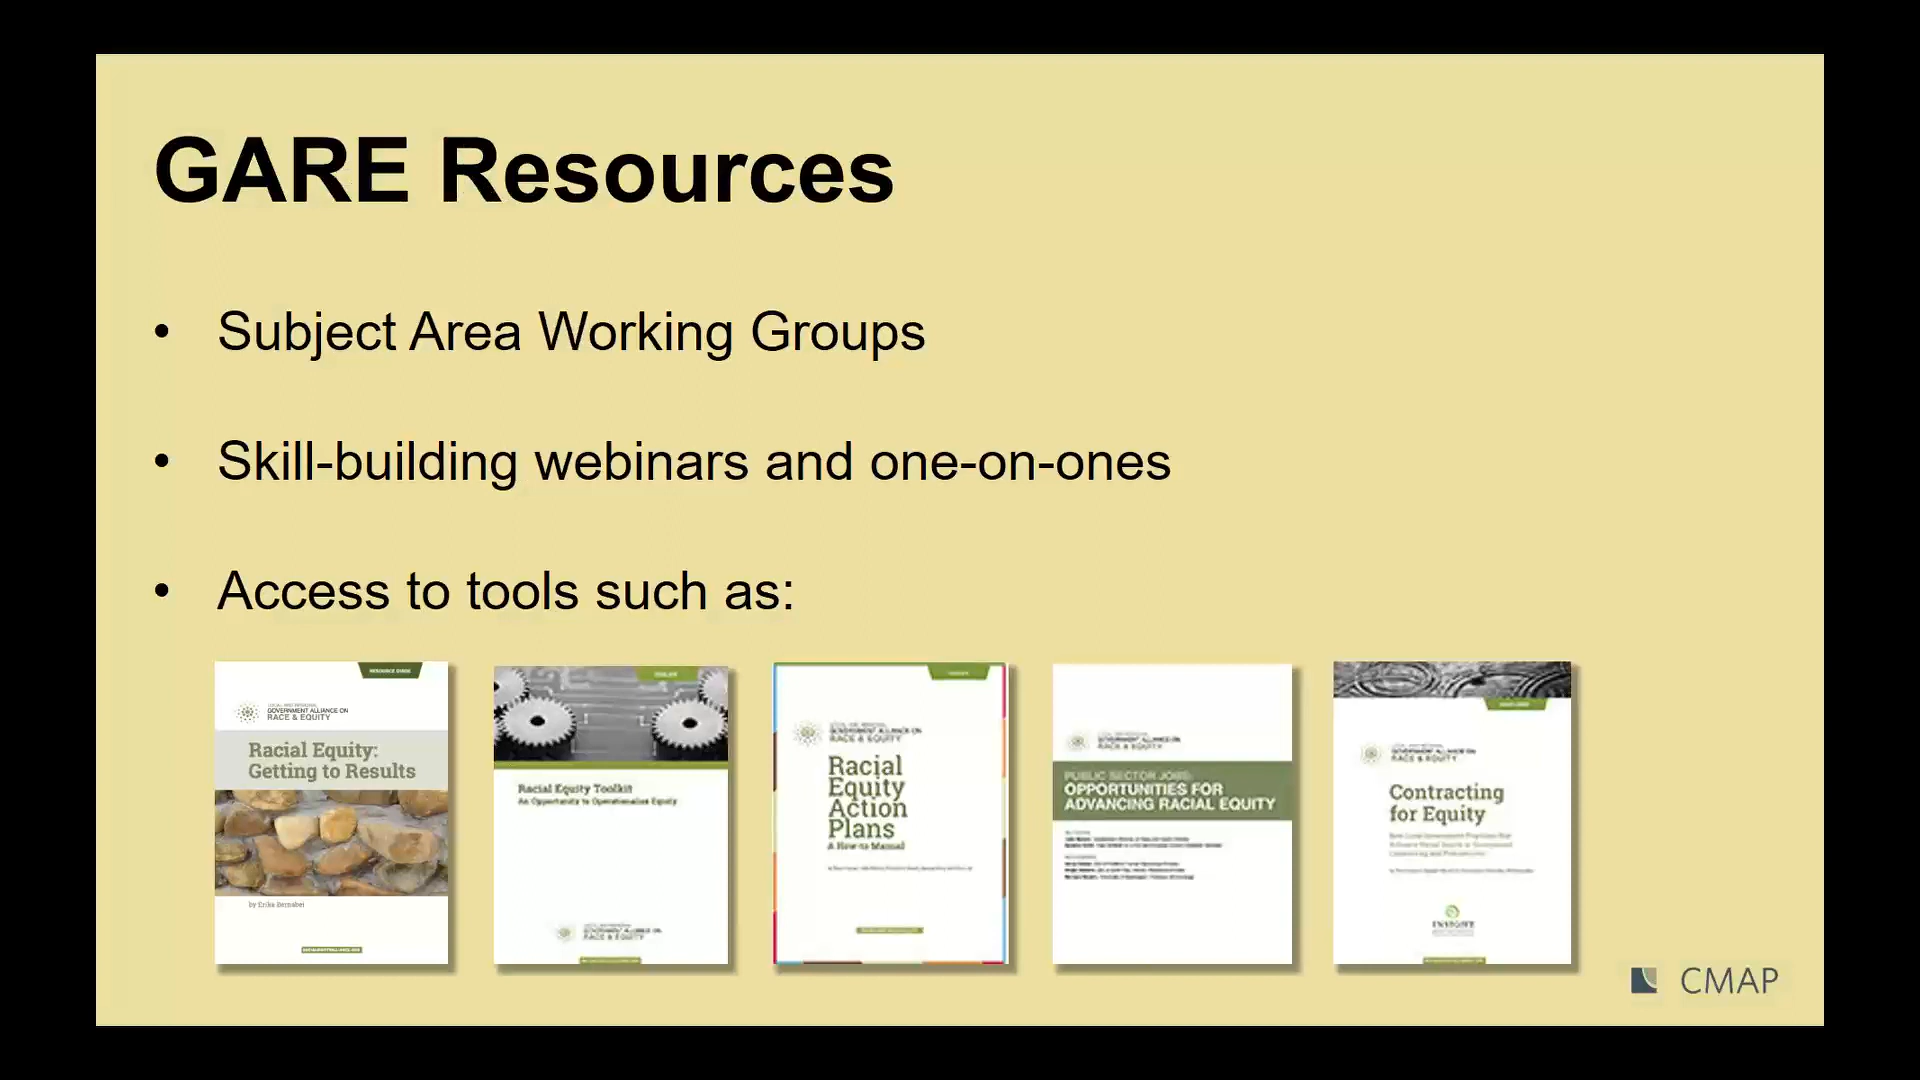 GARE Resources
• Subject Area Working Groups
• Skill-building webinars and one-on-ones
• Access to tools such as:
RESOURCE GUIDE
LOCAL AND REGIONAL
GOVERNMENT ALLIANCE ON
RACE & EQUITY
Racial Equity:
Getting to Results
by Erika Bernabei
Racial Equity Toolkit
An Opportunity to Operationalize Equity
GOVERNMENT ALLIANCE ON
RACE & EQUITY
GOVERNMENT ALLIANCE ON
RACE & EQUITY
Racial
Equity
Action
Plans
A How-to Manual
GOVERNMENT ALLIANCE ON
RACE & EQUITY
PUBLIC SECTOR JOBS:
OPPORTUNITIES FOR
ADVANCING RACIAL EQUITY
GOVERNMENT ALLIANCE ON
RACE & EQUITY
Contracting
for Equity
INSIGHT
CMAP